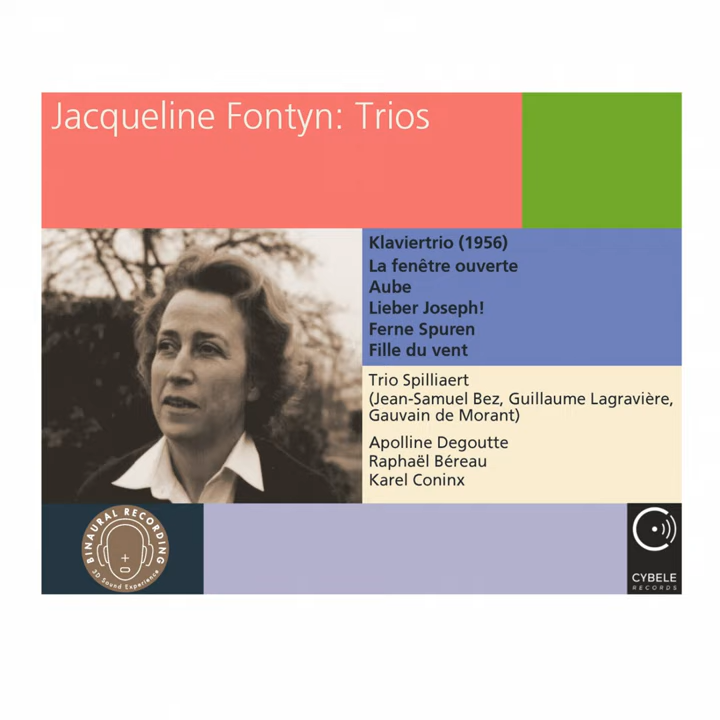 Jacqueline Fontyn: Trios
Klaviertrio (1956)
La fenêtre ouverte
Aube
Lieber Joseph!
Ferne Spuren
Fille du vent
Trio Spilliaert
(Jean-Samuel Bez, Guillaume Lagravière,
Gauvain de Morant)
Apolline Degoutte
Raphaël Béreau
Karel Coninx
BINAURAL RECORDING
3D Sound Experience
CYBELE
RECORDS